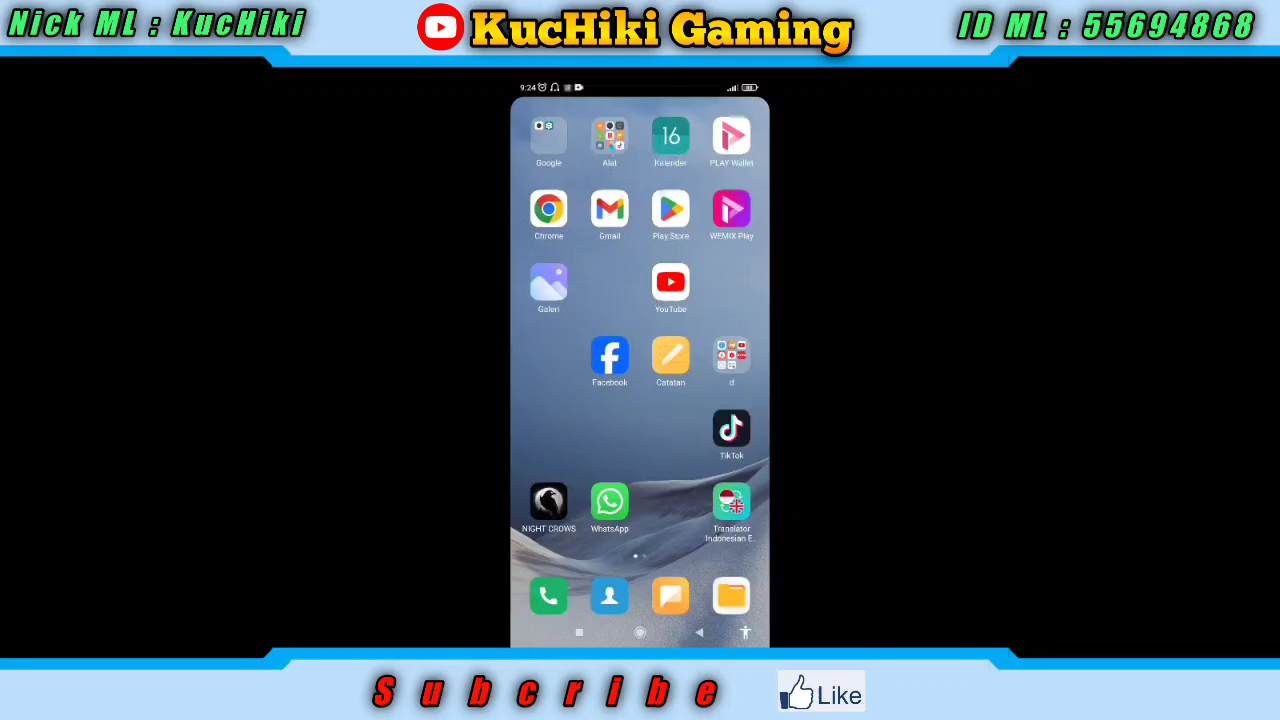 Nick ML : KucHiki
KucHiki Gaming
ID ML : 55694868
9:24
16
Google
Alat
Kalender
PLAY Wallet
Chrome
Gmail
Play Store
WEMIX Play
Galeri
YouTube
Facebook
Catatan
d
TikTok
NIGHT CROWS
WhatsApp
Translator
Indonesian E..
Subcribe
Like